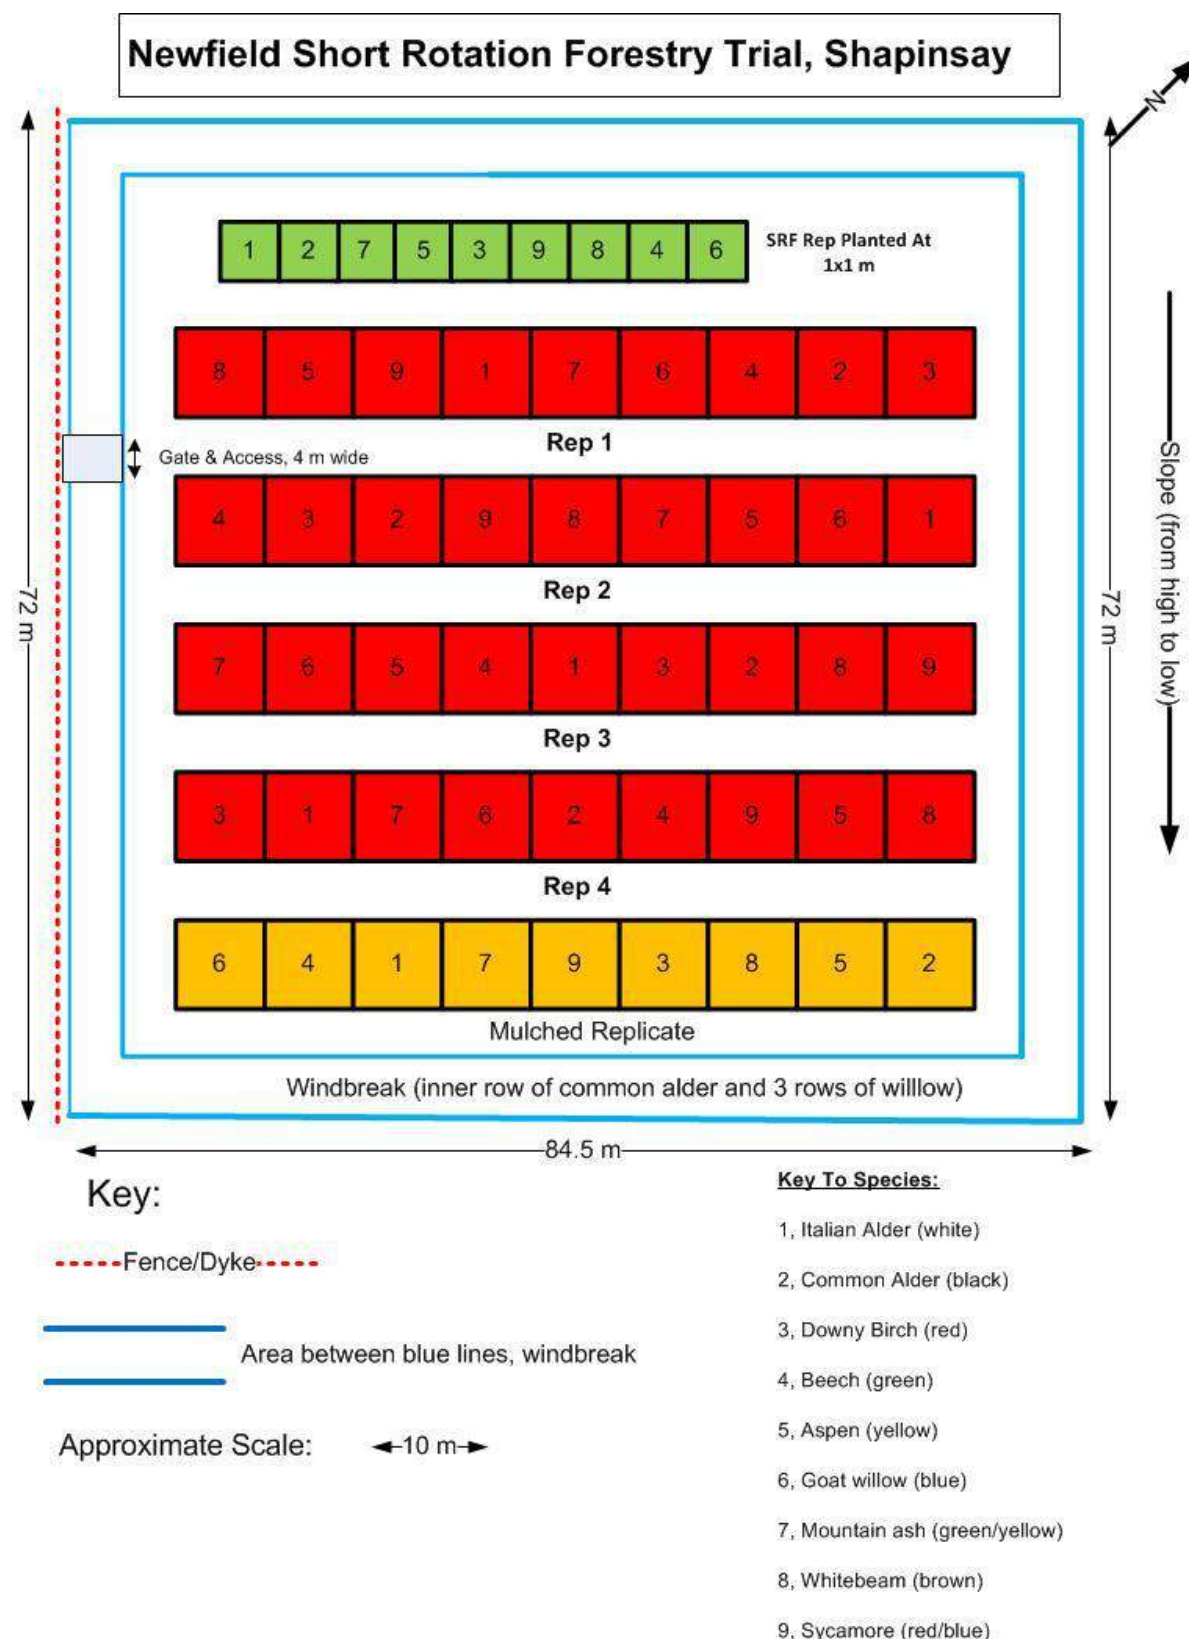 Newfield Short Rotation Forestry Trial, Shapinsay
N
1 2 7 5 3 9 8 4 6
SRF Rep Planted At
1x1 m
8 5 9 1 7 6 4 2 3
Rep 1
Gate & Access, 4 m wide
4 3 2 9 8 7 5 6 1
Rep 2
72 m
72 m
Slope (from high to low)
7 6 5 4 1 3 2 8 9
Rep 3
3 1 7 6 2 4 9 5 8
Rep 4
6 4 1 7 9 3 8 5 2
Mulched Replicate
Windbreak (inner row of common alder and 3 rows of willlow)
84.5 m
Key:
Fence/Dyke
Area between blue lines, windbreak
Approximate Scale: 10 m
Key To Species:
1, Italian Alder (white)
2, Common Alder (black)
3, Downy Birch (red)
4, Beech (green)
5, Aspen (yellow)
6, Goat willow (blue)
7, Mountain ash (green/yellow)
8, Whitebeam (brown)
9, Sycamore (red/blue)